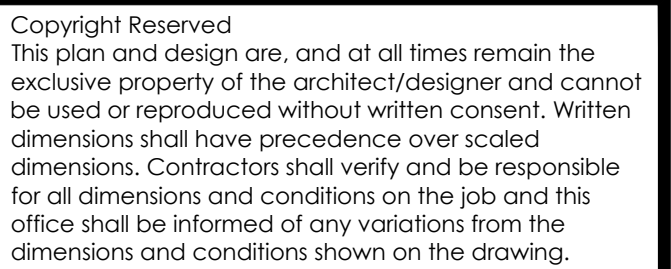 Copyright Reserved
This plan and design are, and at all times remain the
exclusive property of the architect/designer and cannot
be used or reproduced without written consent. Written
dimensions shall have precedence over scaled
dimensions. Contractors shall verify and be responsible
for all dimensions and conditions on the job and this
office shall be informed of any variations from the
dimensions and conditions shown on the drawing.